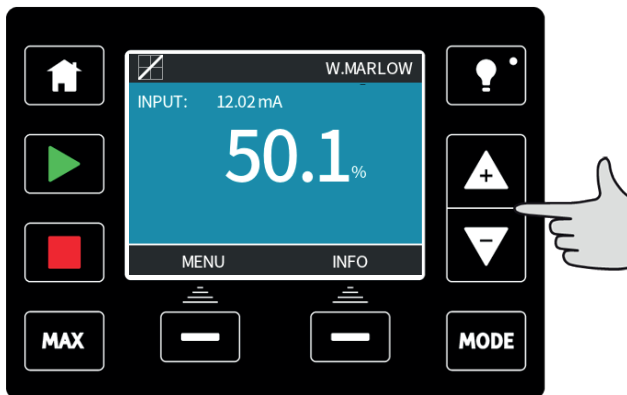 W.MARLOW
INPUT: 12.02 mA
50.1%
MENU INFO
MAX
MODE
+
-